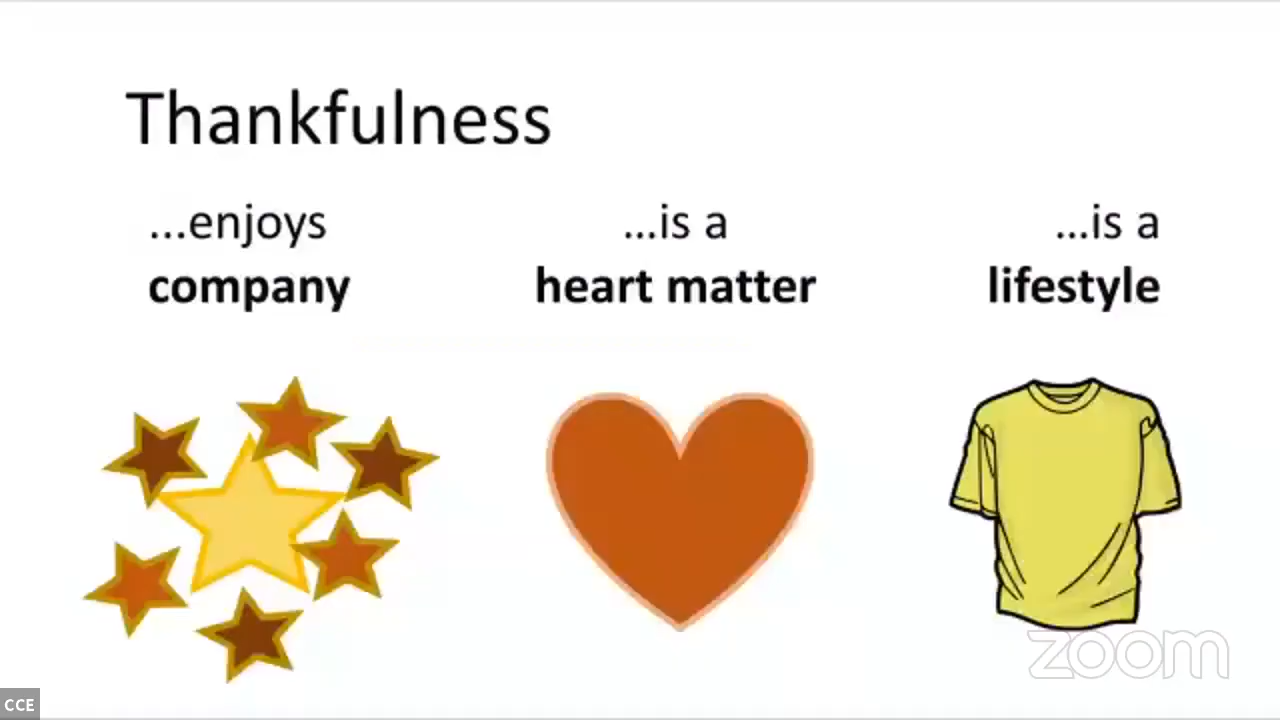 Thankfulness
...enjoys
company
...is a
heart matter
...is a
lifestyle
zoom
CCE